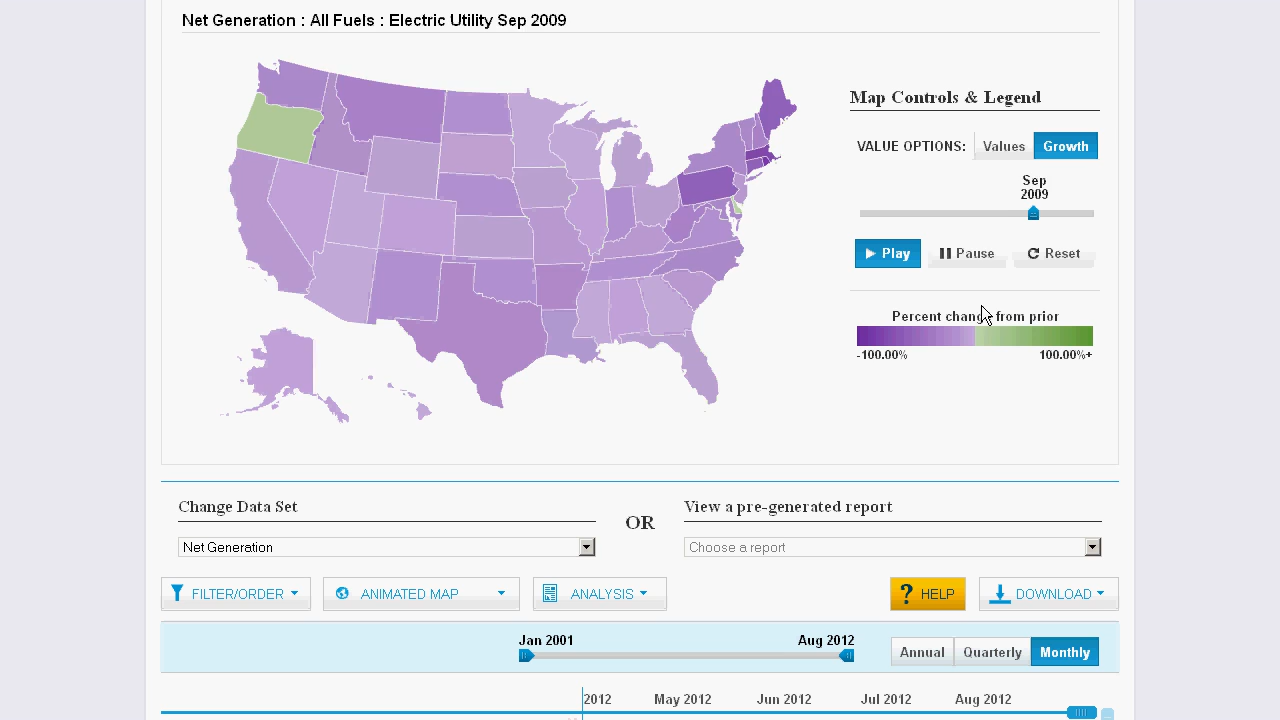 Net Generation : All Fuels : Electric Utility Sep 2009
Map Controls & Legend
VALUE OPTIONS: Values Growth
Sep
2009
Play Pause Reset
Percent change from prior
-100.00% 100.00%+
Change Data Set
OR
View a pre-generated report
Net Generation
Choose a report
FILTER/ORDER ANIMATED MAP ANALYSIS ? HELP DOWNLOAD
Jan 2001 Aug 2012
Annual Quarterly Monthly
2012 May 2012 Jun 2012 Jul 2012 Aug 2012